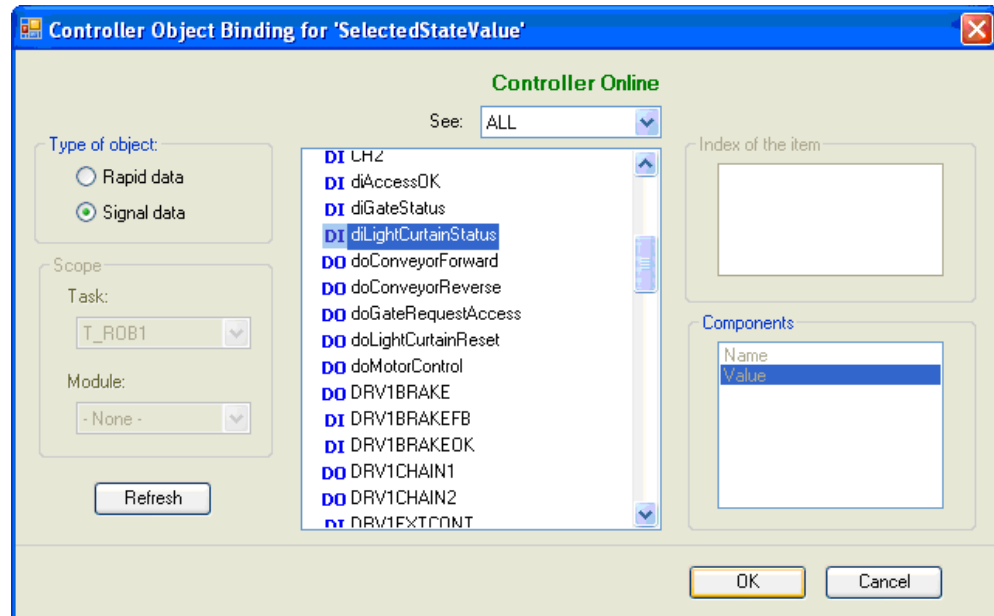 Controller Object Binding for 'SelectedStateValue'
Controller Online
See: ALL
Type of object:
Rapid data
Signal data
Scope
Task:
T_ROB1
Module:
- None -
Refresh
DI CH2
DI diAccessOK
DI diGateStatus
DI diLightCurtainStatus
DO doConveyorForward
DO doConveyorReverse
DO doGateRequestAccess
DO doLightCurtainReset
DO doMotorControl
DO DRV1BRAKE
DI DRV1BRAKEFB
DI DRV1BRAKEOK
DO DRV1CHAIN1
DO DRV1CHAIN2
DI DRV1EXTCONT
Index of the item
Components
Name
Value
OK
Cancel